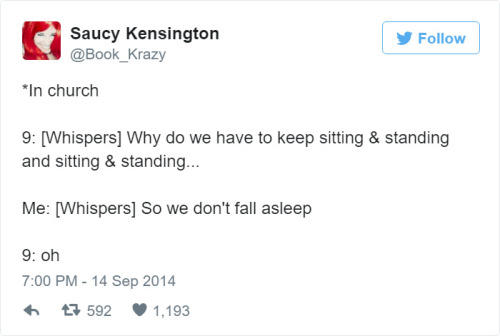 Saucy Kensington
@Book_Krazy
Follow
*In church
9: [Whispers] Why do we have to keep sitting & standing
and sitting & standing...
Me: [Whispers] So we don't fall asleep
9: oh
7:00 PM - 14 Sep 2014
592 1,193